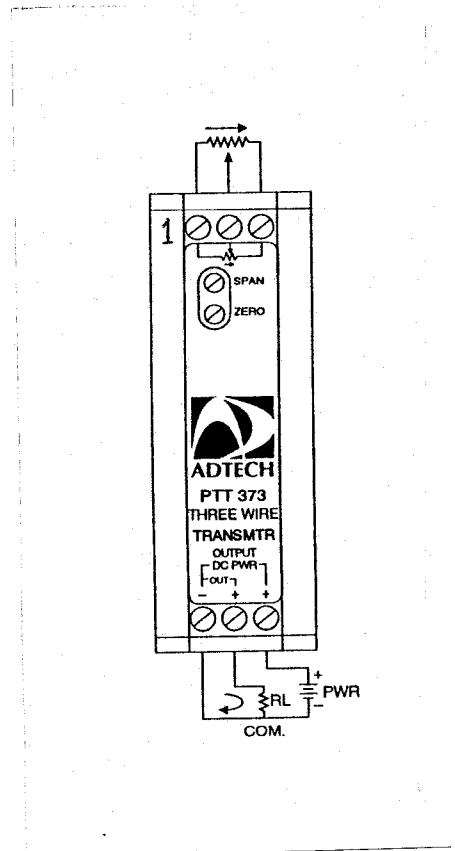 1
SPAN
ZERO
ADTECH
PTT 373
THREE WIRE
TRANSMTR
OUTPUT
DC PWR
OUT
- + +
+
RL
PWR
-
COM.